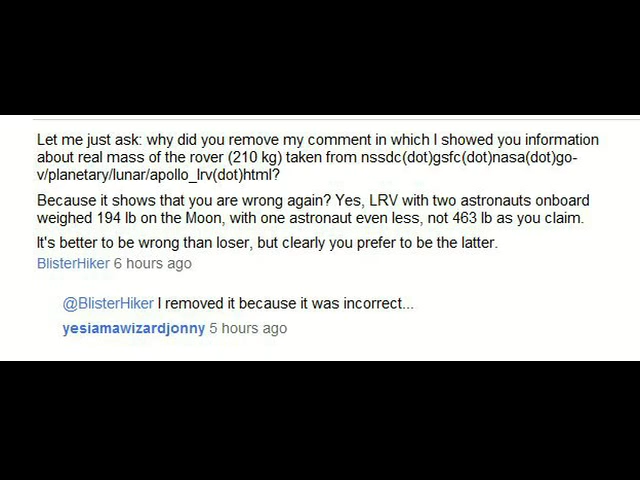 Let me just ask: why did you remove my comment in which I showed you information
about real mass of the rover (210 kg) taken from nssdc(dot)gsfc(dot)nasa(dot)go-
v/planetary/lunar/apollo_lrv(dot)html?
Because it shows that you are wrong again? Yes, LRV with two astronauts onboard
weighed 194 lb on the Moon, with one astronaut even less, not 463 lb as you claim.
It's better to be wrong than loser, but clearly you prefer to be the latter.
BlisterHiker 6 hours ago
@BlisterHiker I removed it because it was incorrect...
yesiamawizardjonny 5 hours ago